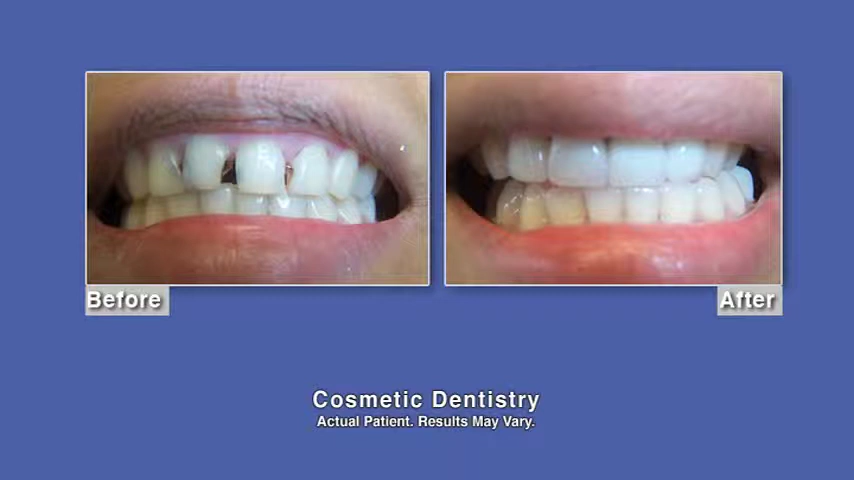 Before
After
Cosmetic Dentistry
Actual Patient. Results May Vary.